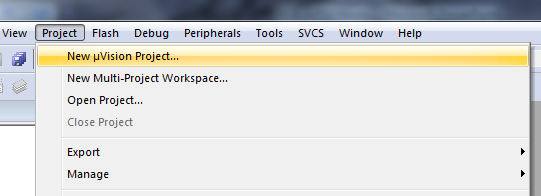 View Project Flash Debug Peripherals Tools SVCS Window Help
New µVision Project...
New Multi-Project Workspace...
Open Project...
Close Project
Export
Manage